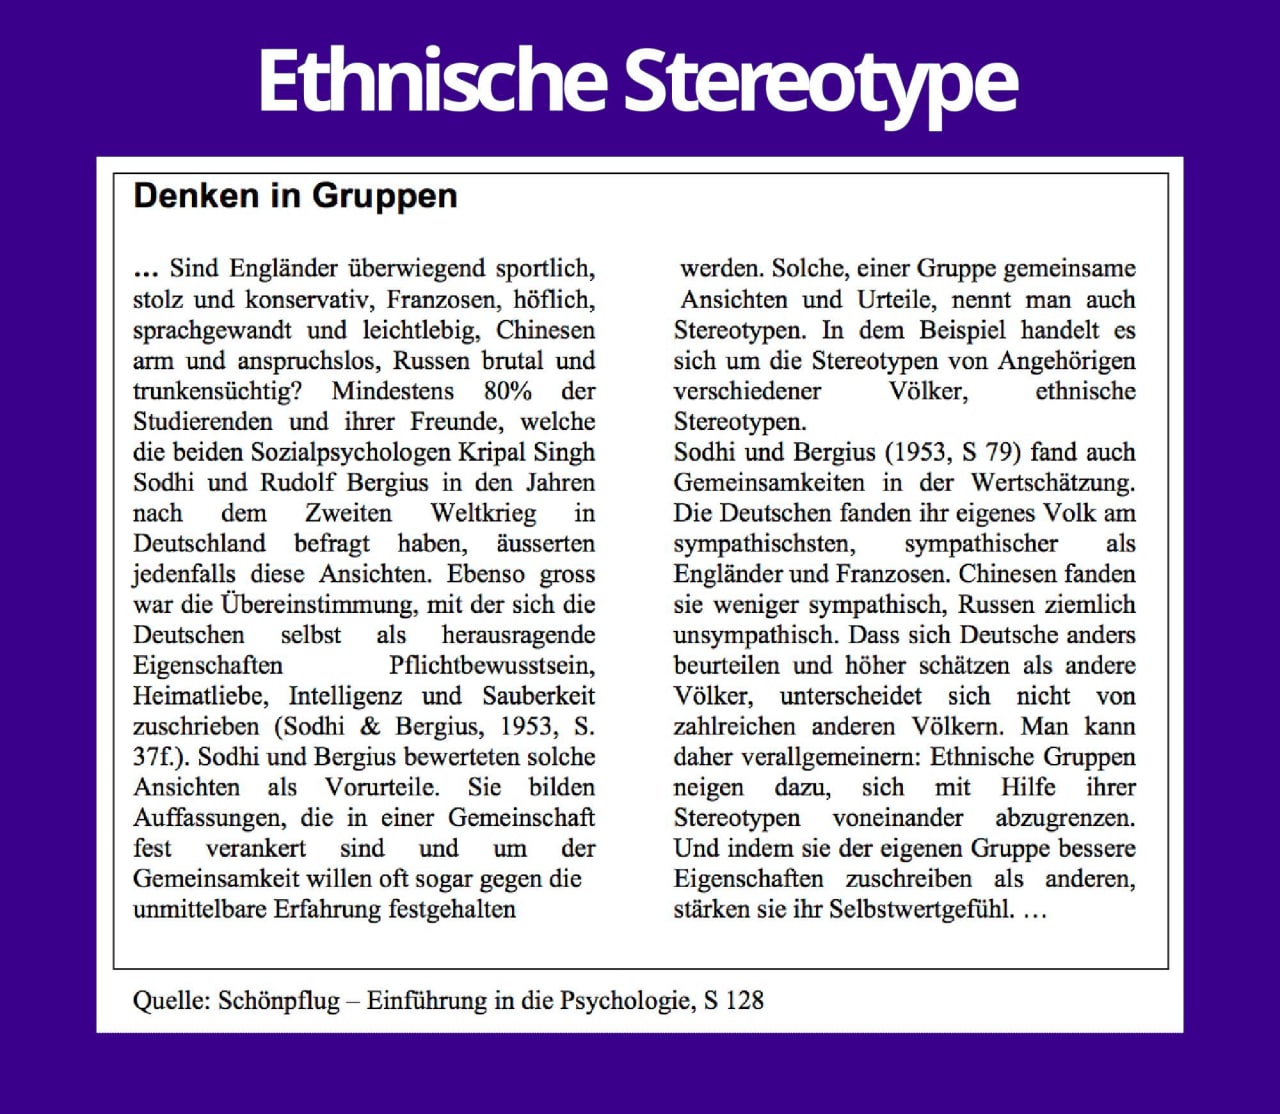 Ethnische Stereotype
Denken in Gruppen
... Sind Engländer überwiegend sportlich,
stolz und konservativ, Franzosen, höflich,
sprachgewandt und leichtlebig, Chinesen
arm und anspruchslos, Russen brutal und
trunkensüchtig? Mindestens 80% der
Studierenden und ihrer Freunde, welche
die beiden Sozialpsychologen Kripal Singh
Sodhi und Rudolf Bergius in den Jahren
nach dem Zweiten Weltkrieg in
Deutschland befragt haben, äusserten
jedenfalls diese Ansichten. Ebenso gross
war die Übereinstimmung, mit der sich die
Deutschen selbst als herausragende
Eigenschaften Pflichtbewusstsein,
Heimatliebe, Intelligenz und Sauberkeit
zuschrieben (Sodhi & Bergius, 1953, S.
37f.). Sodhi und Bergius bewerteten solche
Ansichten als Vorurteile. Sie bilden
Auffassungen, die in einer Gemeinschaft
fest verankert sind und um der
Gemeinsamkeit willen oft sogar gegen die
unmittelbare Erfahrung festgehalten
werden. Solche, einer Gruppe gemeinsame
Ansichten und Urteile, nennt man auch
Stereotypen. In dem Beispiel handelt es
sich um die Stereotypen von Angehörigen
verschiedener Völker, ethnische
Stereotypen.
Sodhi und Bergius (1953, S 79) fand auch
Gemeinsamkeiten in der Wertschätzung.
Die Deutschen fanden ihr eigenes Volk am
sympathischsten, sympathischer als
Engländer und Franzosen. Chinesen fanden
sie weniger sympathisch, Russen ziemlich
unsympathisch. Dass sich Deutsche anders
beurteilen und höher schätzen als andere
Völker, unterscheidet sich nicht von
zahlreichen anderen Völkern. Man kann
daher verallgemeinern: Ethnische Gruppen
neigen dazu, sich mit Hilfe ihrer
Stereotypen voneinander abzugrenzen.
Und indem sie der eigenen Gruppe bessere
Eigenschaften zuschreiben als anderen,
stärken sie ihr Selbstwertgefühl. ...
Quelle: Schönpflug – Einführung in die Psychologie, S 128